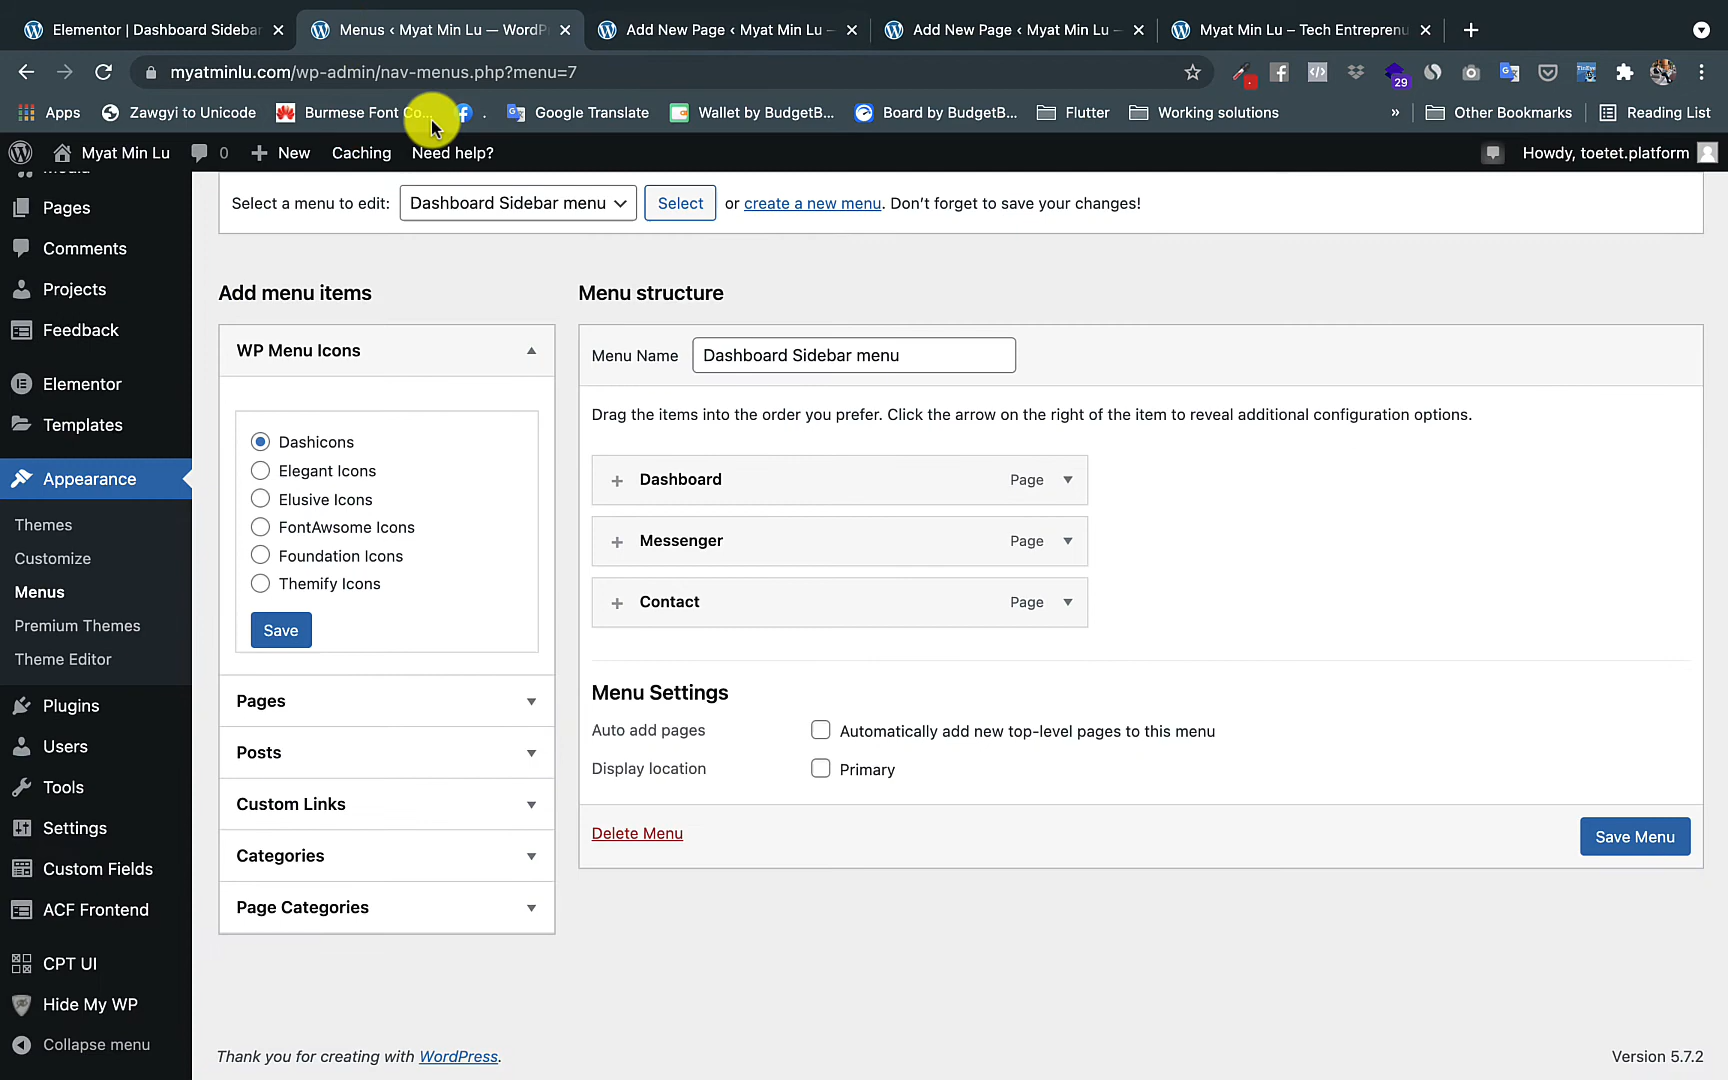 Elementor | Dashboard Sidebar
Menus ‹ Myat Min Lu — WordP
Add New Page ‹ Myat Min Lu –
Add New Page ‹ Myat Min Lu –
Myat Min Lu – Tech Entreprenu
myatminlu.com/wp-admin/nav-menus.php?menu=7
29
Apps
Zawgyi to Unicode
Burmese Font Co...
.
Google Translate
Wallet by BudgetB...
Board by BudgetB...
Flutter
Working solutions
»
Other Bookmarks
Reading List
Myat Min Lu
0
New
Caching
Need help?
Howdy, toetet.platform
Pages
Comments
Projects
Feedback
Elementor
Templates
Appearance
Themes
Customize
Menus
Premium Themes
Theme Editor
Plugins
Users
Tools
Settings
Custom Fields
ACF Frontend
CPT UI
Hide My WP
Collapse menu
Select a menu to edit: Dashboard Sidebar menu Select or create a new menu. Don’t forget to save your changes!
Add menu items
WP Menu Icons
Dashicons
Elegant Icons
Elusive Icons
FontAwsome Icons
Foundation Icons
Themify Icons
Save
Pages
Posts
Custom Links
Categories
Page Categories
Menu structure
Menu Name Dashboard Sidebar menu
Drag the items into the order you prefer. Click the arrow on the right of the item to reveal additional configuration options.
Dashboard Page
Messenger Page
Contact Page
Menu Settings
Auto add pages Automatically add new top-level pages to this menu
Display location Primary
Delete Menu
Save Menu
Thank you for creating with WordPress.
Version 5.7.2